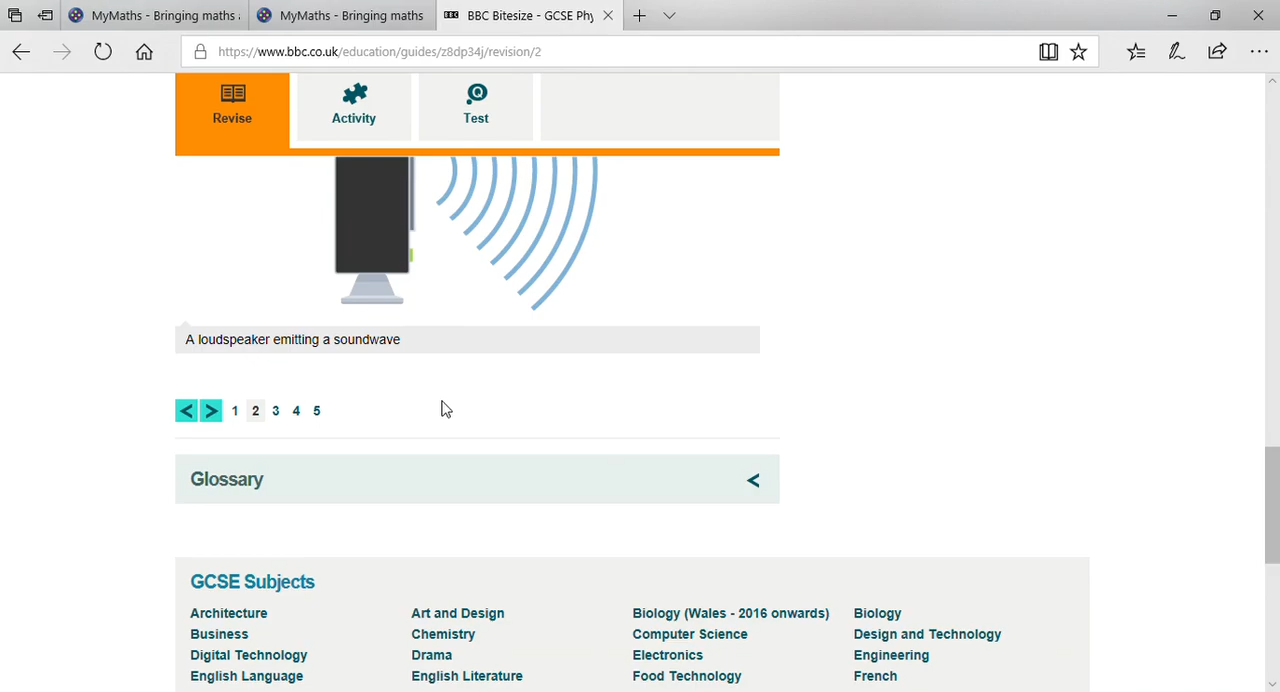 MyMaths - Bringing maths
MyMaths - Bringing maths
BBC BBC Bitesize - GCSE Phy
https://www.bbc.co.uk/education/guides/z8dp34j/revision/2
Revise
Activity
Q
Test
A loudspeaker emitting a soundwave
< > 1 2 3 4 5
Glossary <
GCSE Subjects
Architecture Art and Design Biology (Wales - 2016 onwards) Biology
Business Chemistry Computer Science Design and Technology
Digital Technology Drama Electronics Engineering
English Language English Literature Food Technology French